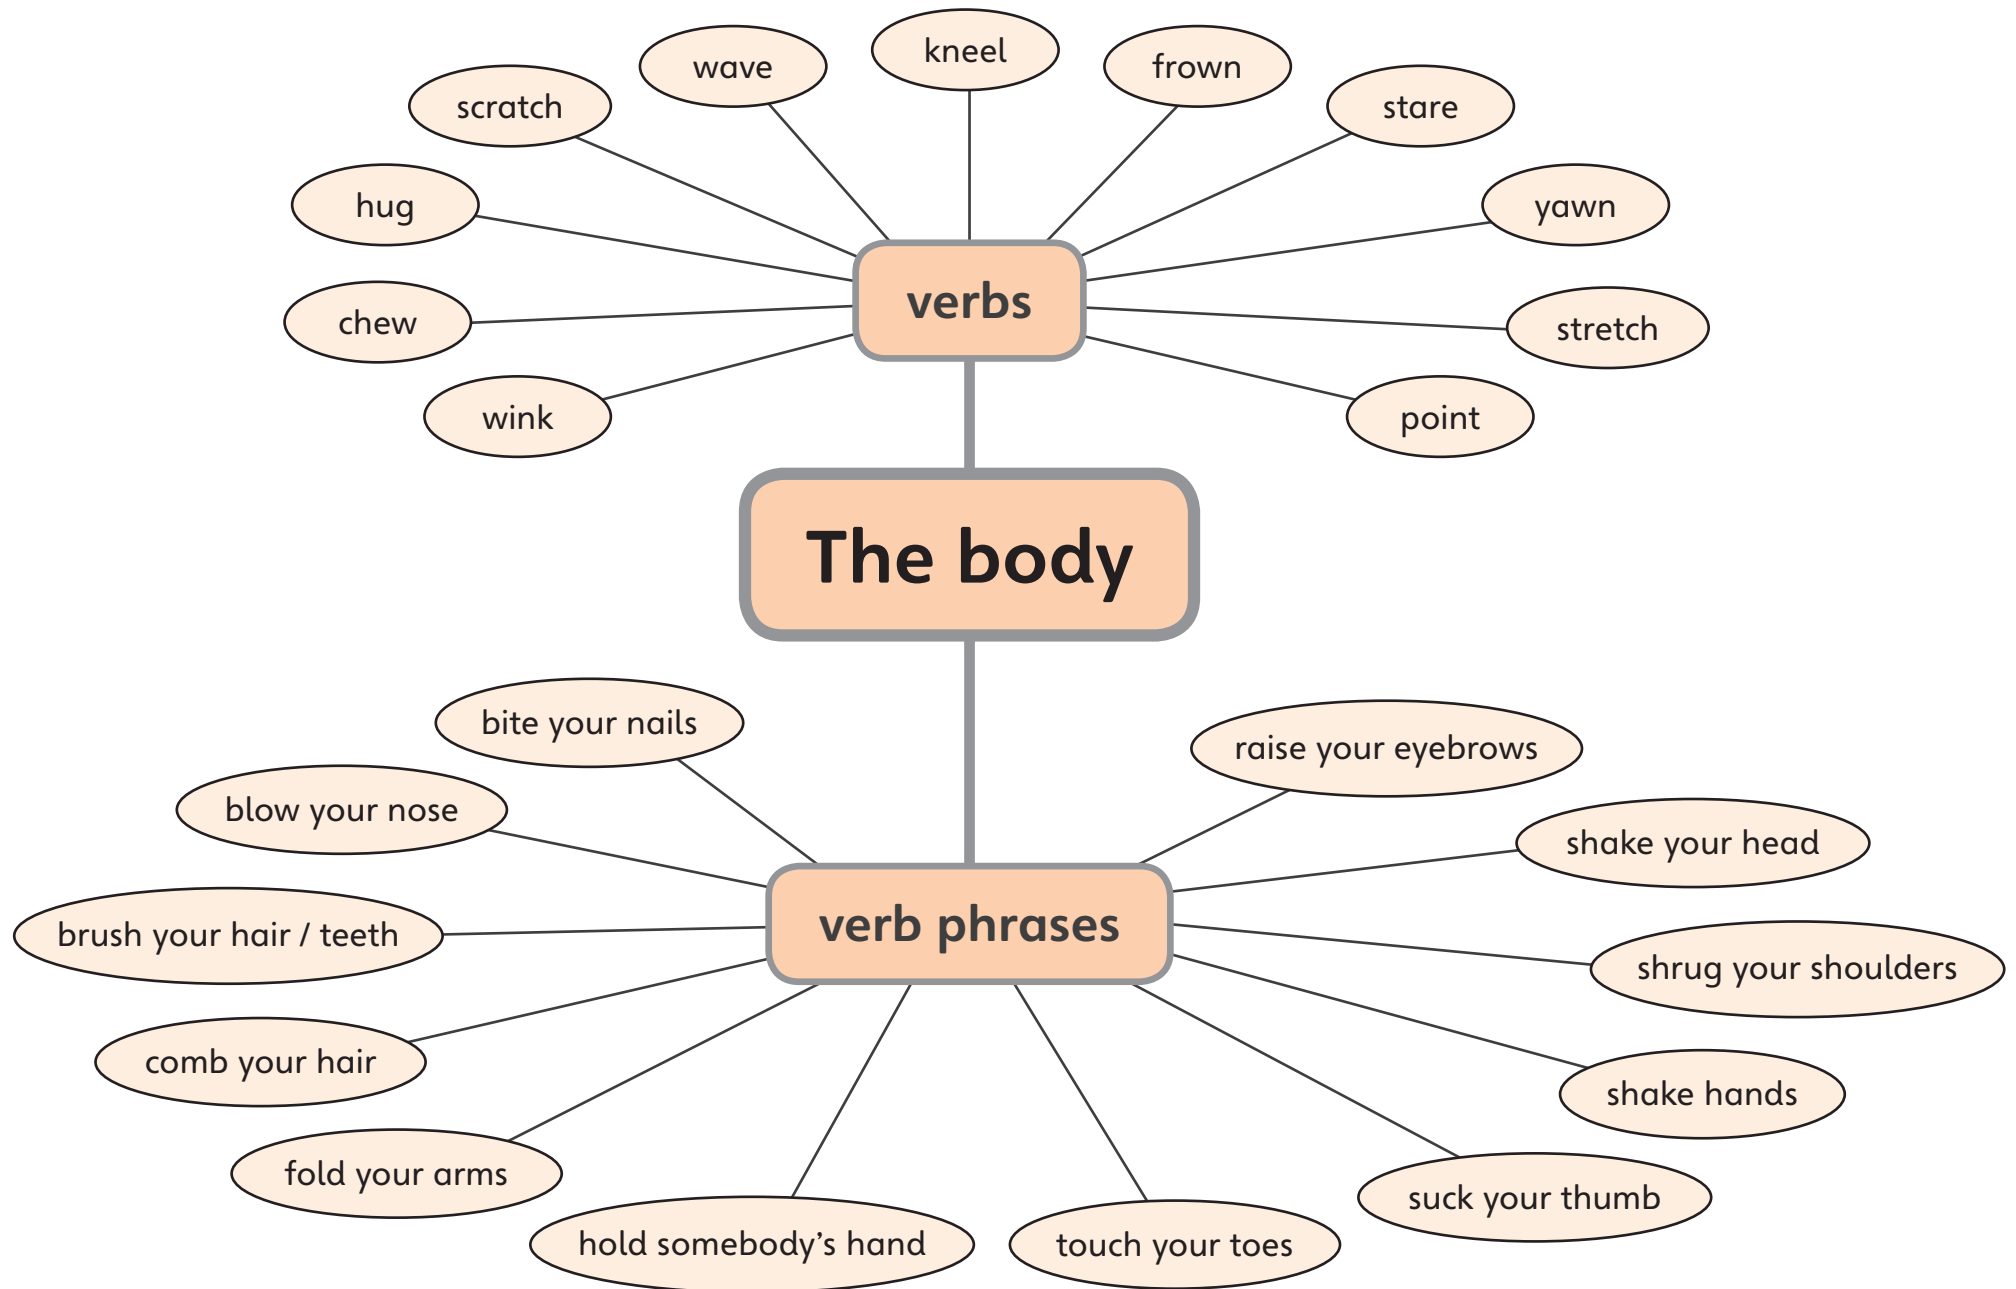 kneel
wave
frown
scratch
stare
hug
yawn
verbs
chew
stretch
wink
point
The body
bite your nails
raise your eyebrows
blow your nose
shake your head
verb phrases
brush your hair / teeth
shrug your shoulders
comb your hair
shake hands
fold your arms
suck your thumb
hold somebody’s hand
touch your toes